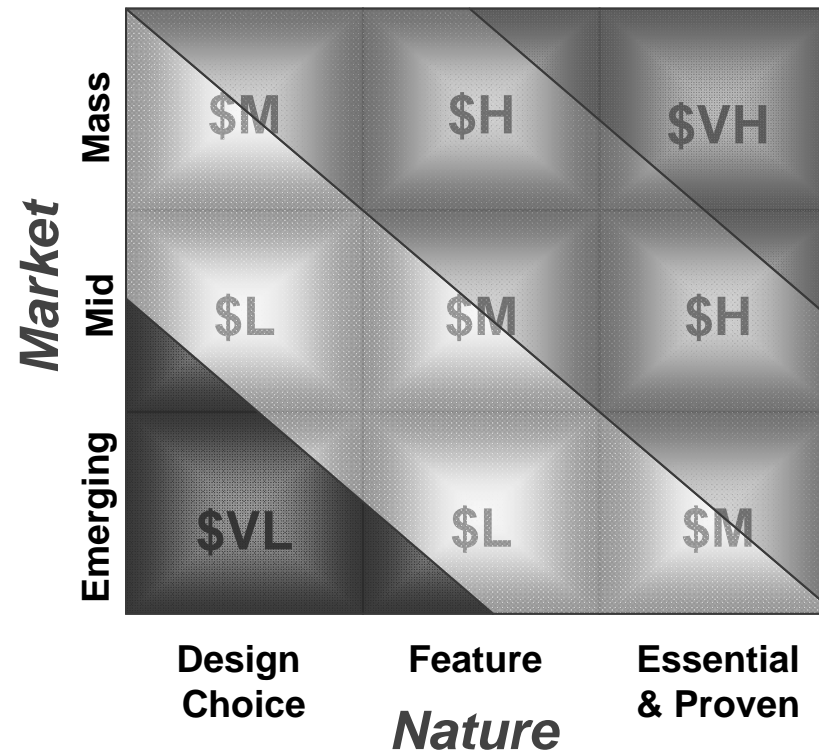 Market
Mass
$M
$H
$VH
Mid
$L
$M
$H
Emerging
$VL
$L
$M
Design
Choice
Feature
Essential
& Proven
Nature